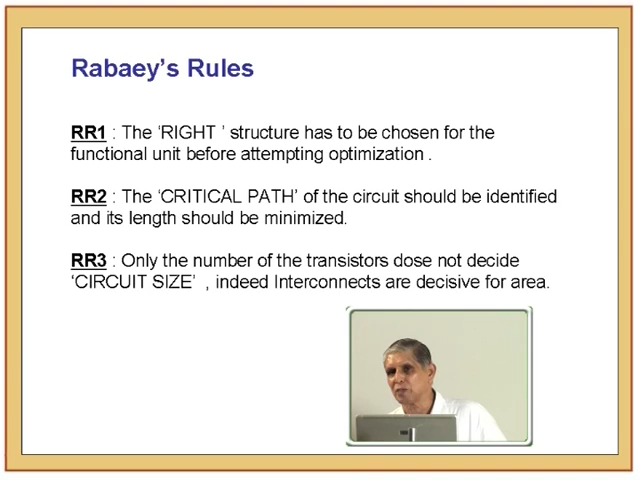 Rabaey's Rules
RR1 : The 'RIGHT ' structure has to be chosen for the
functional unit before attempting optimization .
RR2 : The 'CRITICAL PATH' of the circuit should be identified
and its length should be minimized.
RR3 : Only the number of the transistors dose not decide
'CIRCUIT SIZE'  , indeed Interconnects are decisive for area.